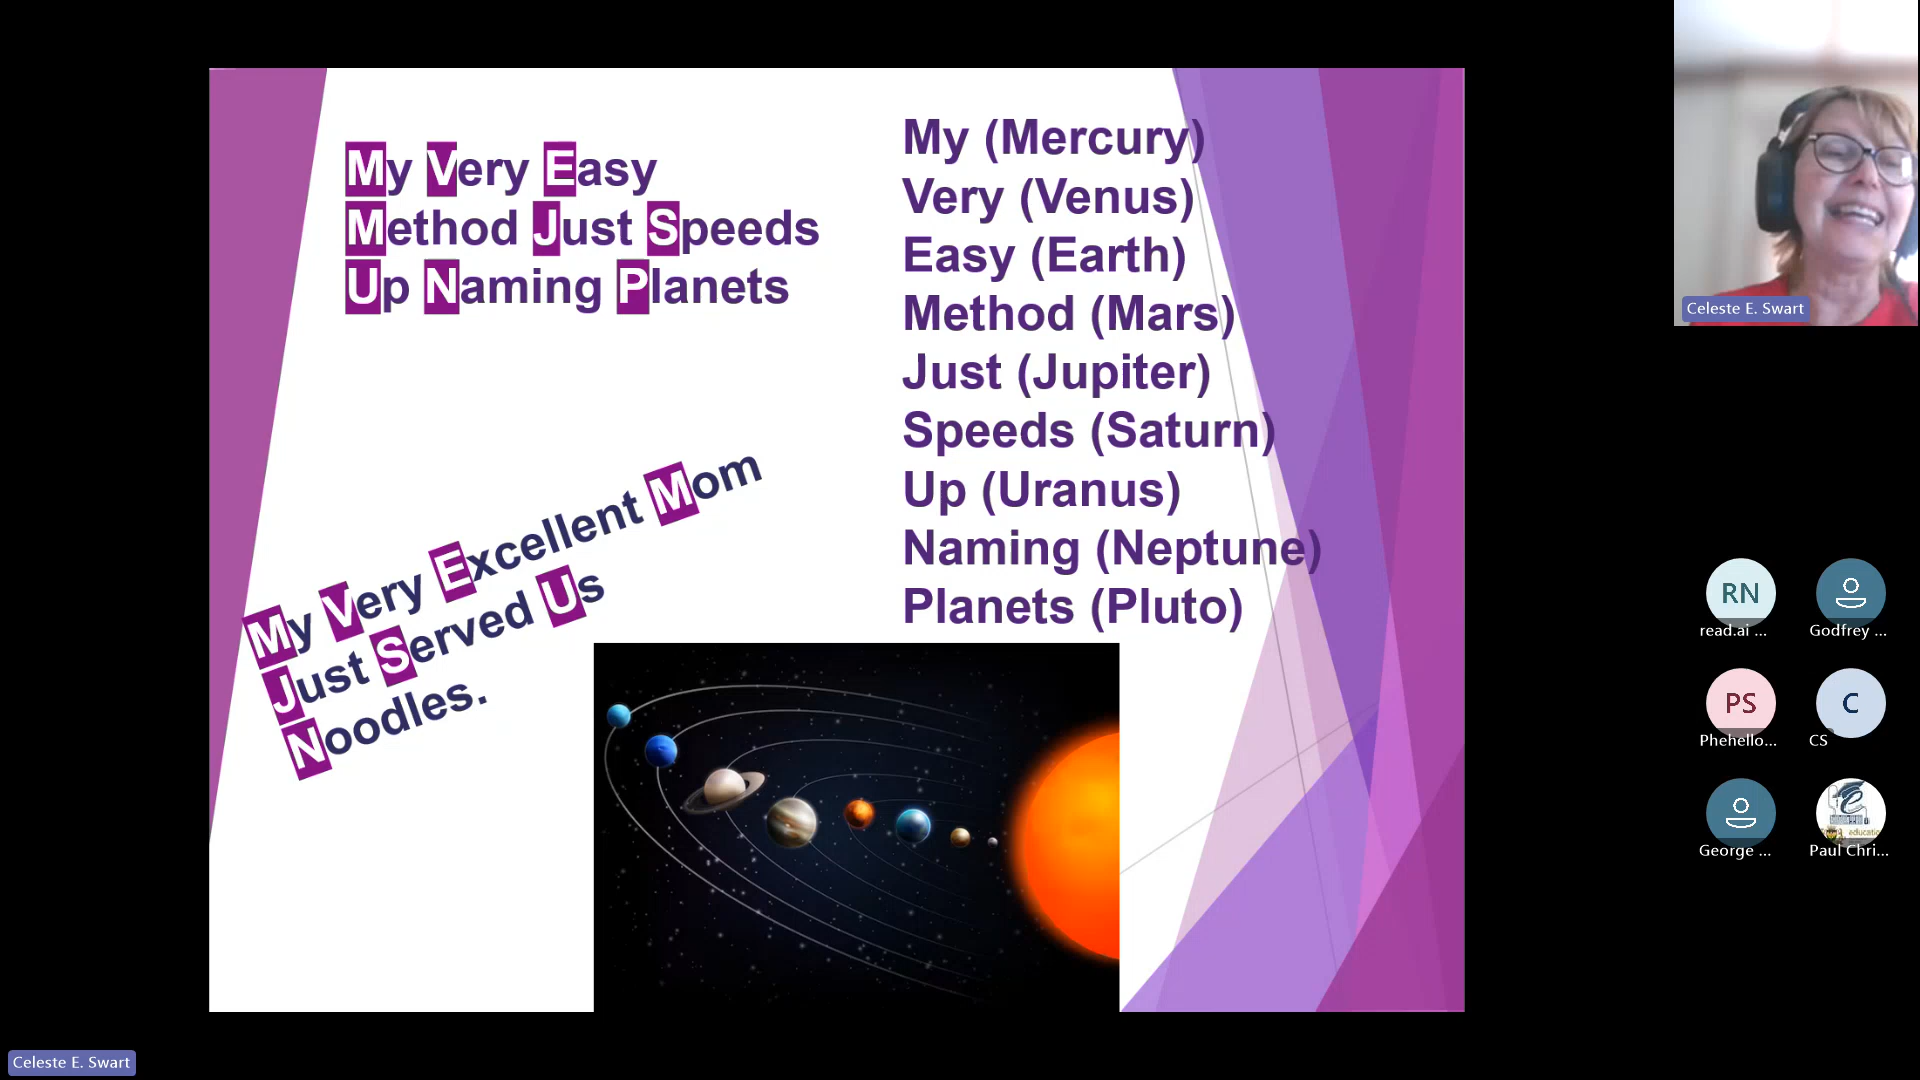 My Very Easy
Method Just Speeds
Up Naming Planets
My Very Excellent Mom
Just Served Us
Noodles.
My (Mercury)
Very (Venus)
Easy (Earth)
Method (Mars)
Just (Jupiter)
Speeds (Saturn)
Up (Uranus)
Naming (Neptune)
Planets (Pluto)
Celeste E. Swart
RN
read.ai ...
Godfrey ...
PS
Phehello...
C
CS
George ...
Paul Chri...
Celeste E. Swart